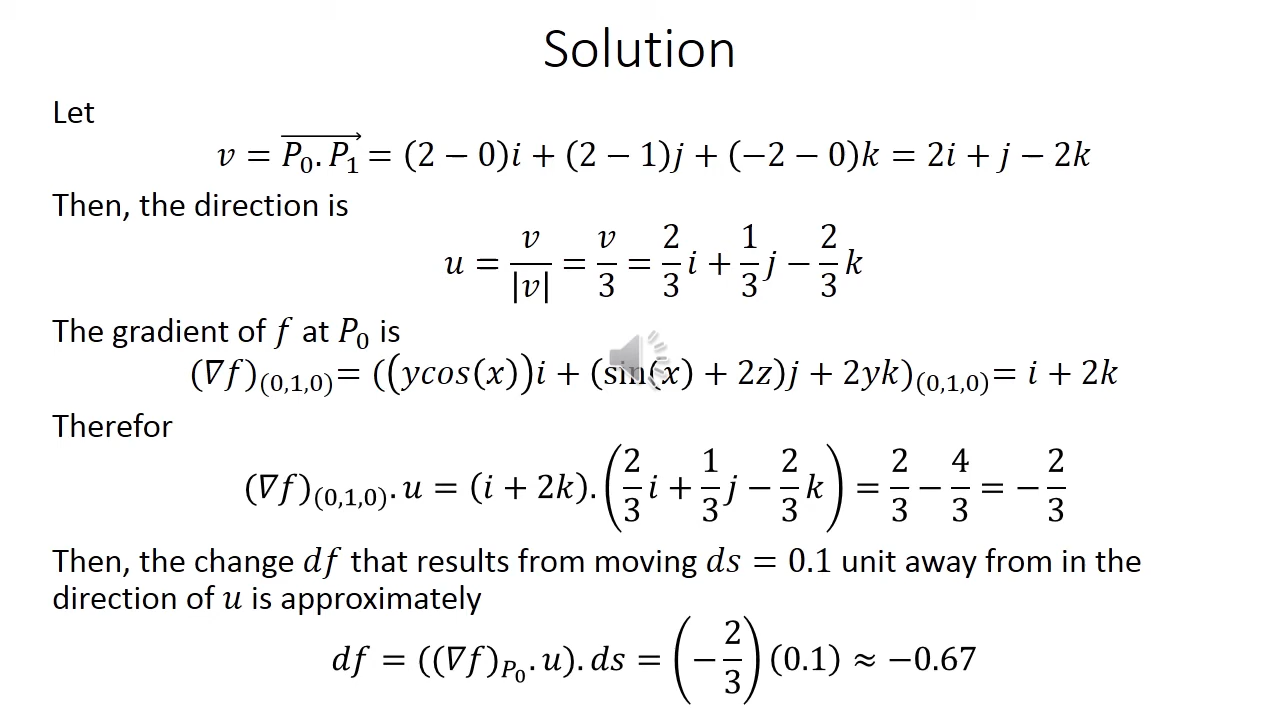 Solution
Let
v = \overrightarrow{P₀.P₁} = (2 − 0)i + (2 − 1)j + (−2 − 0)k = 2i + j − 2k
Then, the direction is
u = v/|v| = v/3 = 2/3 i + 1/3 j − 2/3 k
The gradient of f at P₀ is
(∇f)₍₀,₁,₀₎= ((ycos(x))i + (sin(x) + 2z)j + 2yk)₍₀,₁,₀₎= i + 2k
Therefor
(∇f)₍₀,₁,₀₎. u = (i + 2k). (2/3 i + 1/3 j − 2/3 k) = 2/3 − 4/3 = − 2/3
Then, the change df that results from moving ds = 0.1 unit away from in the
direction of u is approximately
df = ((∇f)_{P₀}. u). ds = (− 2/3) (0.1) ≈ −0.67